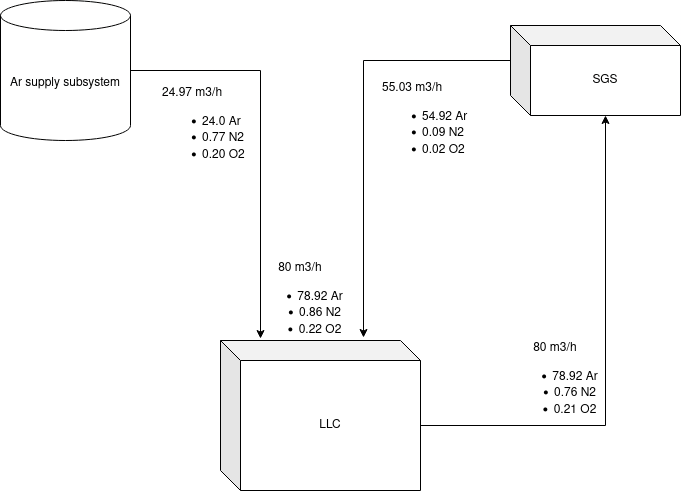 Ar supply subsystem
24.97 m3/h
• 24.0 Ar
• 0.77 N2
• 0.20 O2
55.03 m3/h
• 54.92 Ar
• 0.09 N2
• 0.02 O2
SGS
80 m3/h
• 78.92 Ar
• 0.86 N2
• 0.22 O2
LLC
80 m3/h
• 78.92 Ar
• 0.76 N2
• 0.21 O2